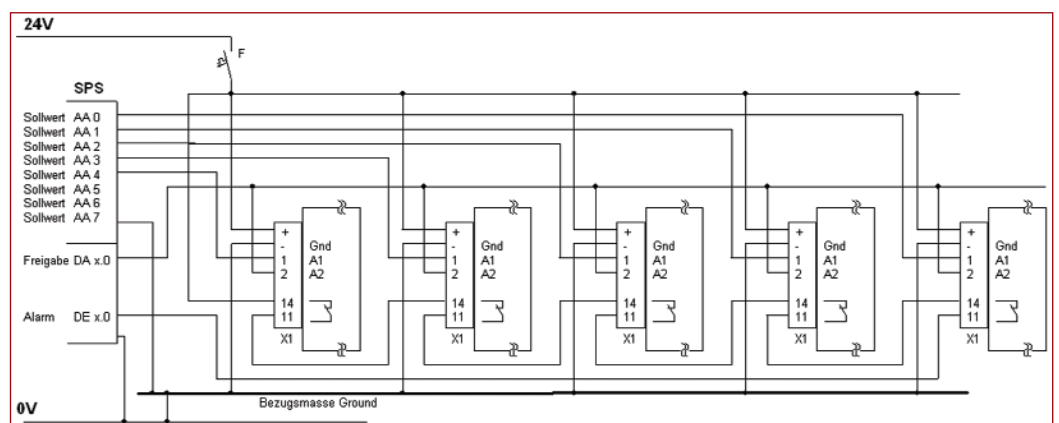 24V
F
SPS
Sollwert AA 0
Sollwert AA 1
Sollwert AA 2
Sollwert AA 3
Sollwert AA 4
Sollwert AA 5
Sollwert AA 6
Sollwert AA 7
Freigabe DA x.0
Alarm DE x.0
+
- Gnd
1 A1
2 A2
14
11
X1
+
- Gnd
1 A1
2 A2
14
11
X1
+
- Gnd
1 A1
2 A2
14
11
X1
+
- Gnd
1 A1
2 A2
14
11
X1
+
- Gnd
1 A1
2 A2
14
11
X1
Bezugsmasse Ground
0V